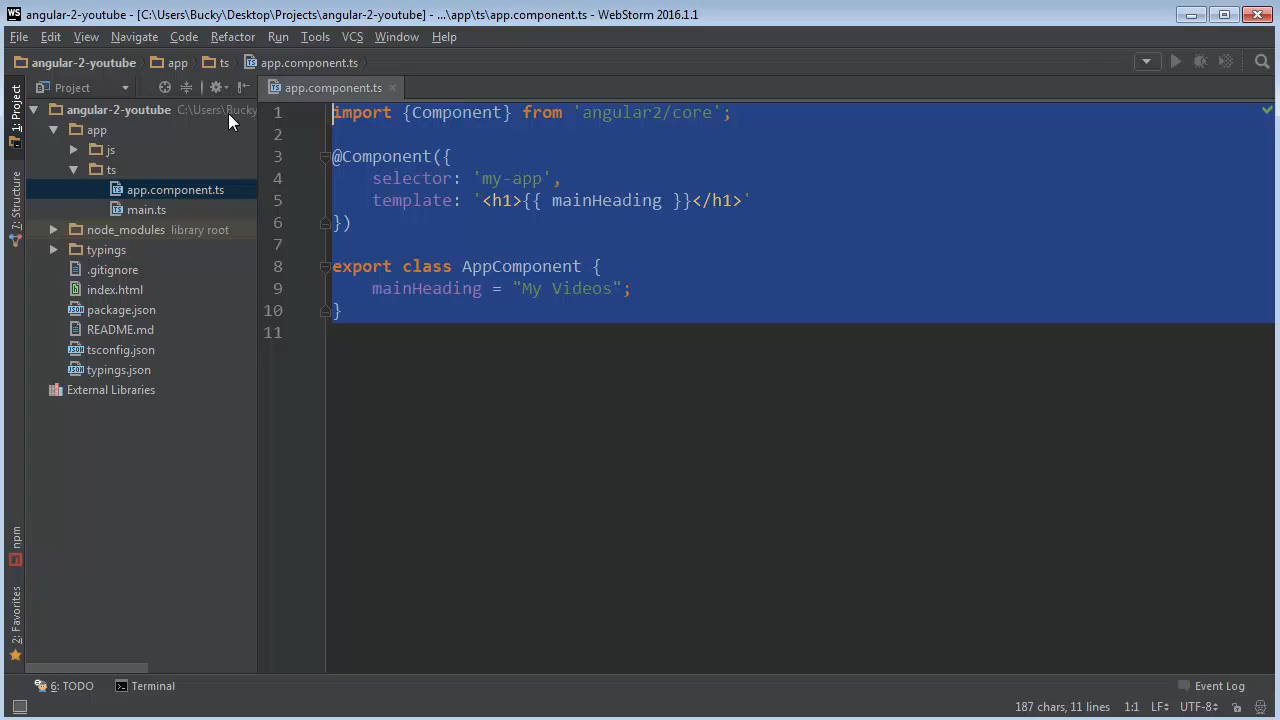 WS angular-2-youtube - [C:\Users\Bucky\Desktop\Projects\angular-2-youtube] - ...\app\ts\app.component.ts - WebStorm 2016.1.1
File Edit View Navigate Code Refactor Run Tools VCS Window Help
angular-2-youtube app ts app.component.ts
1: Project
Project
app.component.ts
angular-2-youtube C:\Users\Bucky
app
js
ts
app.component.ts
main.ts
node_modules library root
typings
.gitignore
index.html
package.json
README.md
tsconfig.json
typings.json
External Libraries
7: Structure
npm
2: Favorites
1 import {Component} from 'angular2/core';
2
3 @Component({
4 selector: 'my-app',
5 template: '<h1>{{ mainHeading }}</h1>'
6 })
7
8 export class AppComponent {
9 mainHeading = "My Videos";
10 }
11
6: TODO Terminal Event Log
187 chars, 11 lines 1:1 LF÷ UTF-8÷